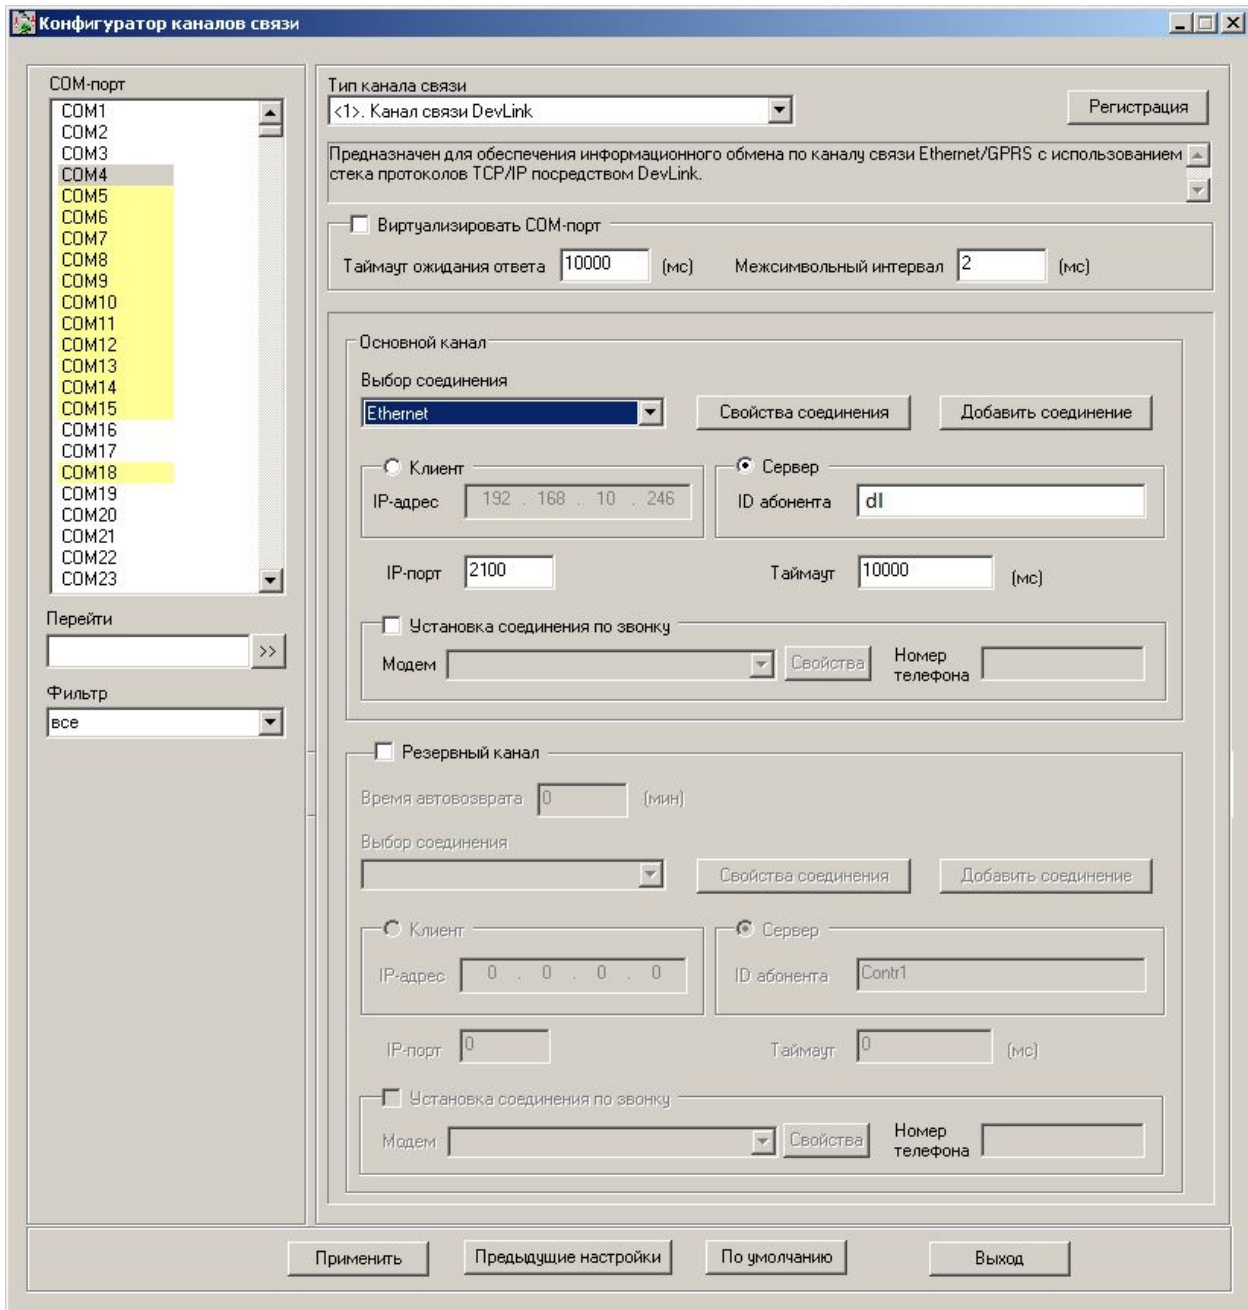 Конфигуратор каналов связи
COM-порт
COM1
COM2
COM3
COM4
COM5
COM6
COM7
COM8
COM9
COM10
COM11
COM12
COM13
COM14
COM15
COM16
COM17
COM18
COM19
COM20
COM21
COM22
COM23
Перейти
>>
Фильтр
все
Тип канала связи
<1>. Канал связи DevLink
Регистрация
Предназначен для обеспечения информационного обмена по каналу связи Ethernet/GPRS с использованием
стека протоколов TCP/IP посредством DevLink.
Виртуализировать COM-порт
Таймаут ожидания ответа 10000 (мс) Межсимвольный интервал 2 (мс)
Основной канал
Выбор соединения
Ethernet Свойства соединения Добавить соединение
Клиент Сервер
IP-адрес 192 . 168 . 10 . 246 ID абонента dl
IP-порт 2100 Таймаут 10000 (мс)
Установка соединения по звонку
Модем Свойства Номер телефона
Резервный канал
Время автовозврата 0 (мин)
Выбор соединения
Свойства соединения Добавить соединение
Клиент Сервер
IP-адрес 0 . 0 . 0 . 0 ID абонента Contr1
IP-порт 0 Таймаут 0 (мс)
Установка соединения по звонку
Модем Свойства Номер телефона
Применить Предыдущие настройки По умолчанию Выход